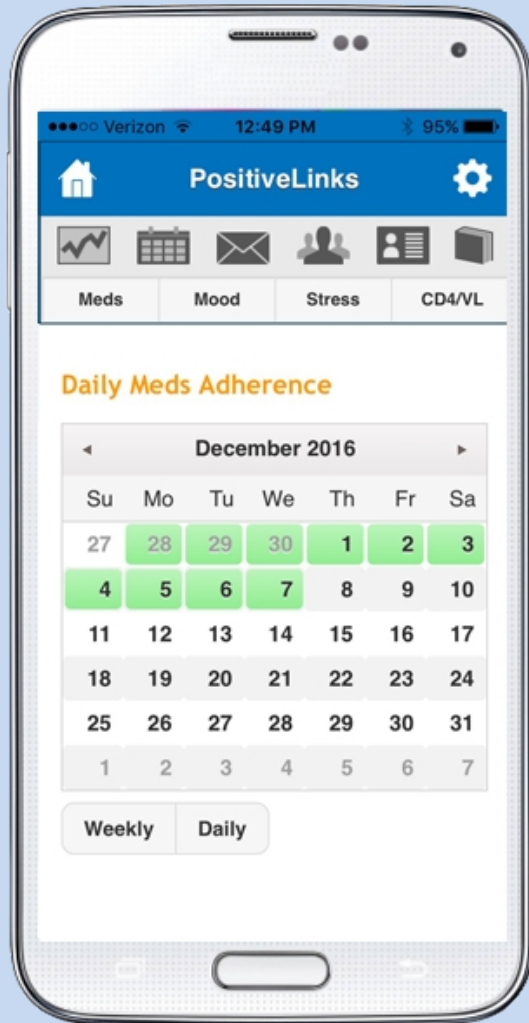 Verizon 12:49 PM 95%
PositiveLinks
Meds Mood Stress CD4/VL
Daily Meds Adherence
December 2016
Su Mo Tu We Th Fr Sa
27 28 29 30 1 2 3
4 5 6 7 8 9 10
11 12 13 14 15 16 17
18 19 20 21 22 23 24
25 26 27 28 29 30 31
1 2 3 4 5 6 7
Weekly Daily